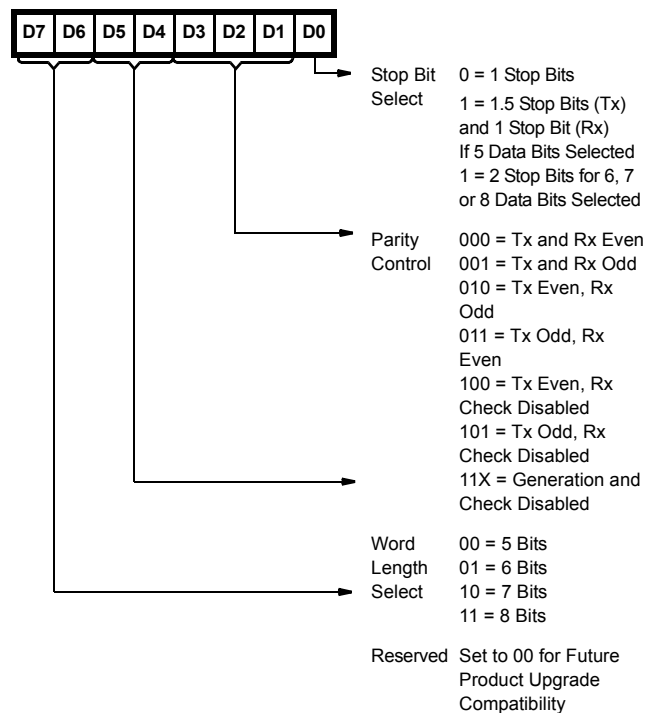 D7 D6 D5 D4 D3 D2 D1 D0
Stop Bit Select
0 = 1 Stop Bits
1 = 1.5 Stop Bits (Tx)
and 1 Stop Bit (Rx)
If 5 Data Bits Selected
1 = 2 Stop Bits for 6, 7
or 8 Data Bits Selected
Parity
Control
000 = Tx and Rx Even
001 = Tx and Rx Odd
010 = Tx Even, Rx
Odd
011 = Tx Odd, Rx
Even
100 = Tx Even, Rx
Check Disabled
101 = Tx Odd, Rx
Check Disabled
11X = Generation and
Check Disabled
Word
Length
Select
00 = 5 Bits
01 = 6 Bits
10 = 7 Bits
11 = 8 Bits
Reserved
Set to 00 for Future
Product Upgrade
Compatibility